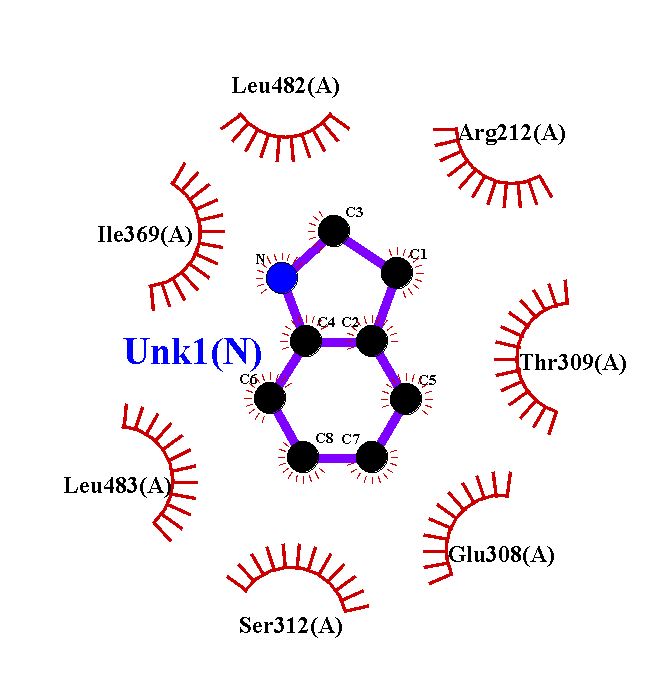 Leu482(A)
Arg212(A)
C3
Ile369(A)
C1
N
C4 C2
Unk1(N)
Thr309(A)
C6
C5
C8 C7
Leu483(A)
Glu308(A)
Ser312(A)